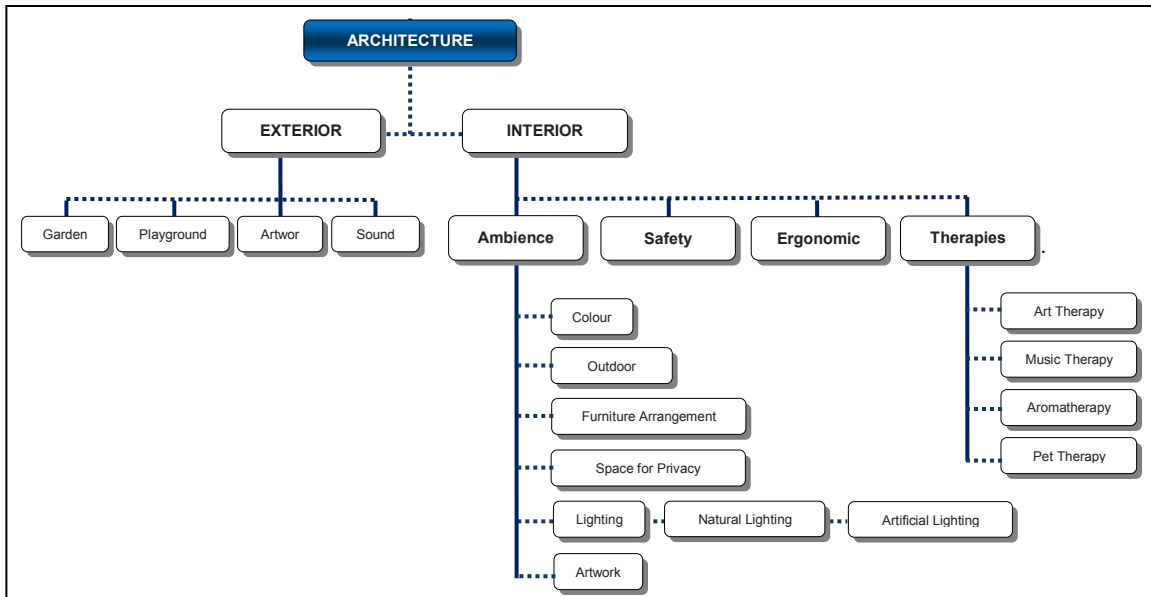 ARCHITECTURE
EXTERIOR
INTERIOR
Garden
Playground
Artwor
Sound
Ambience
Safety
Ergonomic
Therapies
.
Colour
Outdoor
Furniture Arrangement
Space for Privacy
Lighting
Natural Lighting
Artificial Lighting
Artwork
Art Therapy
Music Therapy
Aromatherapy
Pet Therapy